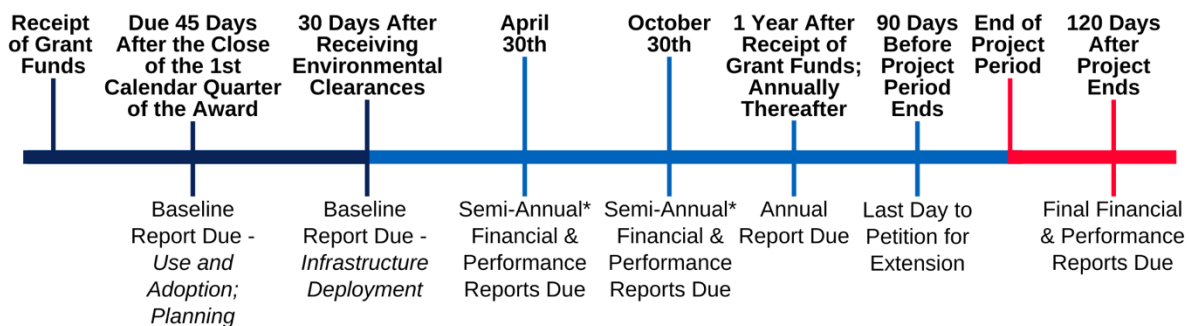 Receipt
of Grant
Funds
Due 45 Days
After the Close
of the 1st
Calendar Quarter
of the Award
30 Days After
Receiving
Environmental
Clearances
April
30th
October
30th
1 Year After
Receipt of
Grant Funds;
Annually
Thereafter
90 Days
Before
Project
Period
Ends
End of
Project
Period
120 Days
After
Project
Ends
Baseline
Report Due -
Use and
Adoption;
Planning
Baseline
Report Due -
Infrastructure
Deployment
Semi-Annual*
Financial &
Performance
Reports Due
Semi-Annual*
Financial &
Performance
Reports Due
Annual
Report Due
Last Day to
Petition for
Extension
Final Financial
& Performance
Reports Due